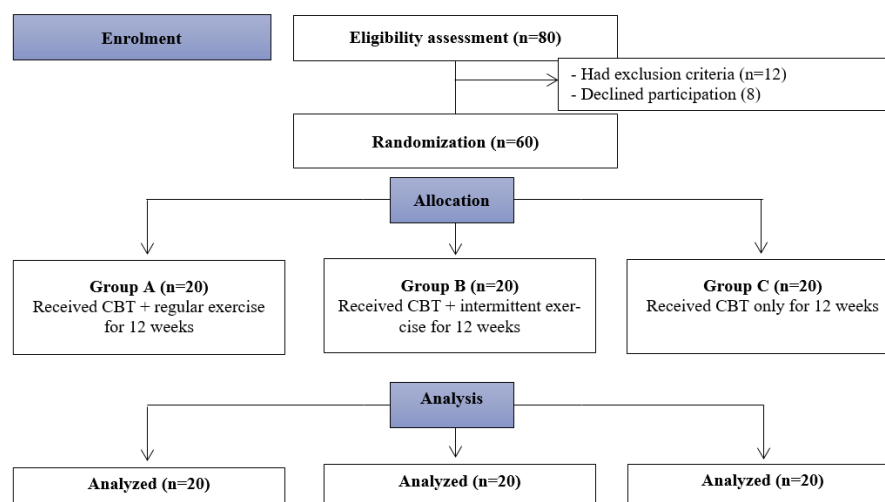 Enrolment
Eligibility assessment (n=80)
- Had exclusion criteria (n=12)
- Declined participation (8)
Randomization (n=60)
Allocation
Group A (n=20)
Received CBT + regular exercise
for 12 weeks
Group B (n=20)
Received CBT + intermittent exer-
cise for 12 weeks
Group C (n=20)
Received CBT only for 12 weeks
Analysis
Analyzed (n=20)
Analyzed (n=20)
Analyzed (n=20)